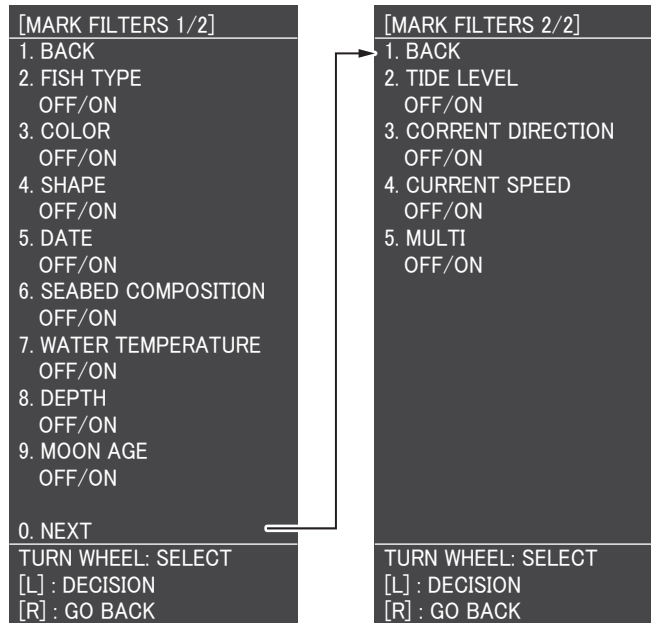 [MARK FILTERS 1/2]
1. BACK
2. FISH TYPE
OFF/ON
3. COLOR
OFF/ON
4. SHAPE
OFF/ON
5. DATE
OFF/ON
6. SEABED COMPOSITION
OFF/ON
7. WATER TEMPERATURE
OFF/ON
8. DEPTH
OFF/ON
9. MOON AGE
OFF/ON
0. NEXT
TURN WHEEL: SELECT
[L] : DECISION
[R] : GO BACK
[MARK FILTERS 2/2]
1. BACK
2. TIDE LEVEL
OFF/ON
3. CORRENT DIRECTION
OFF/ON
4. CURRENT SPEED
OFF/ON
5. MULTI
OFF/ON
TURN WHEEL: SELECT
[L] : DECISION
[R] : GO BACK